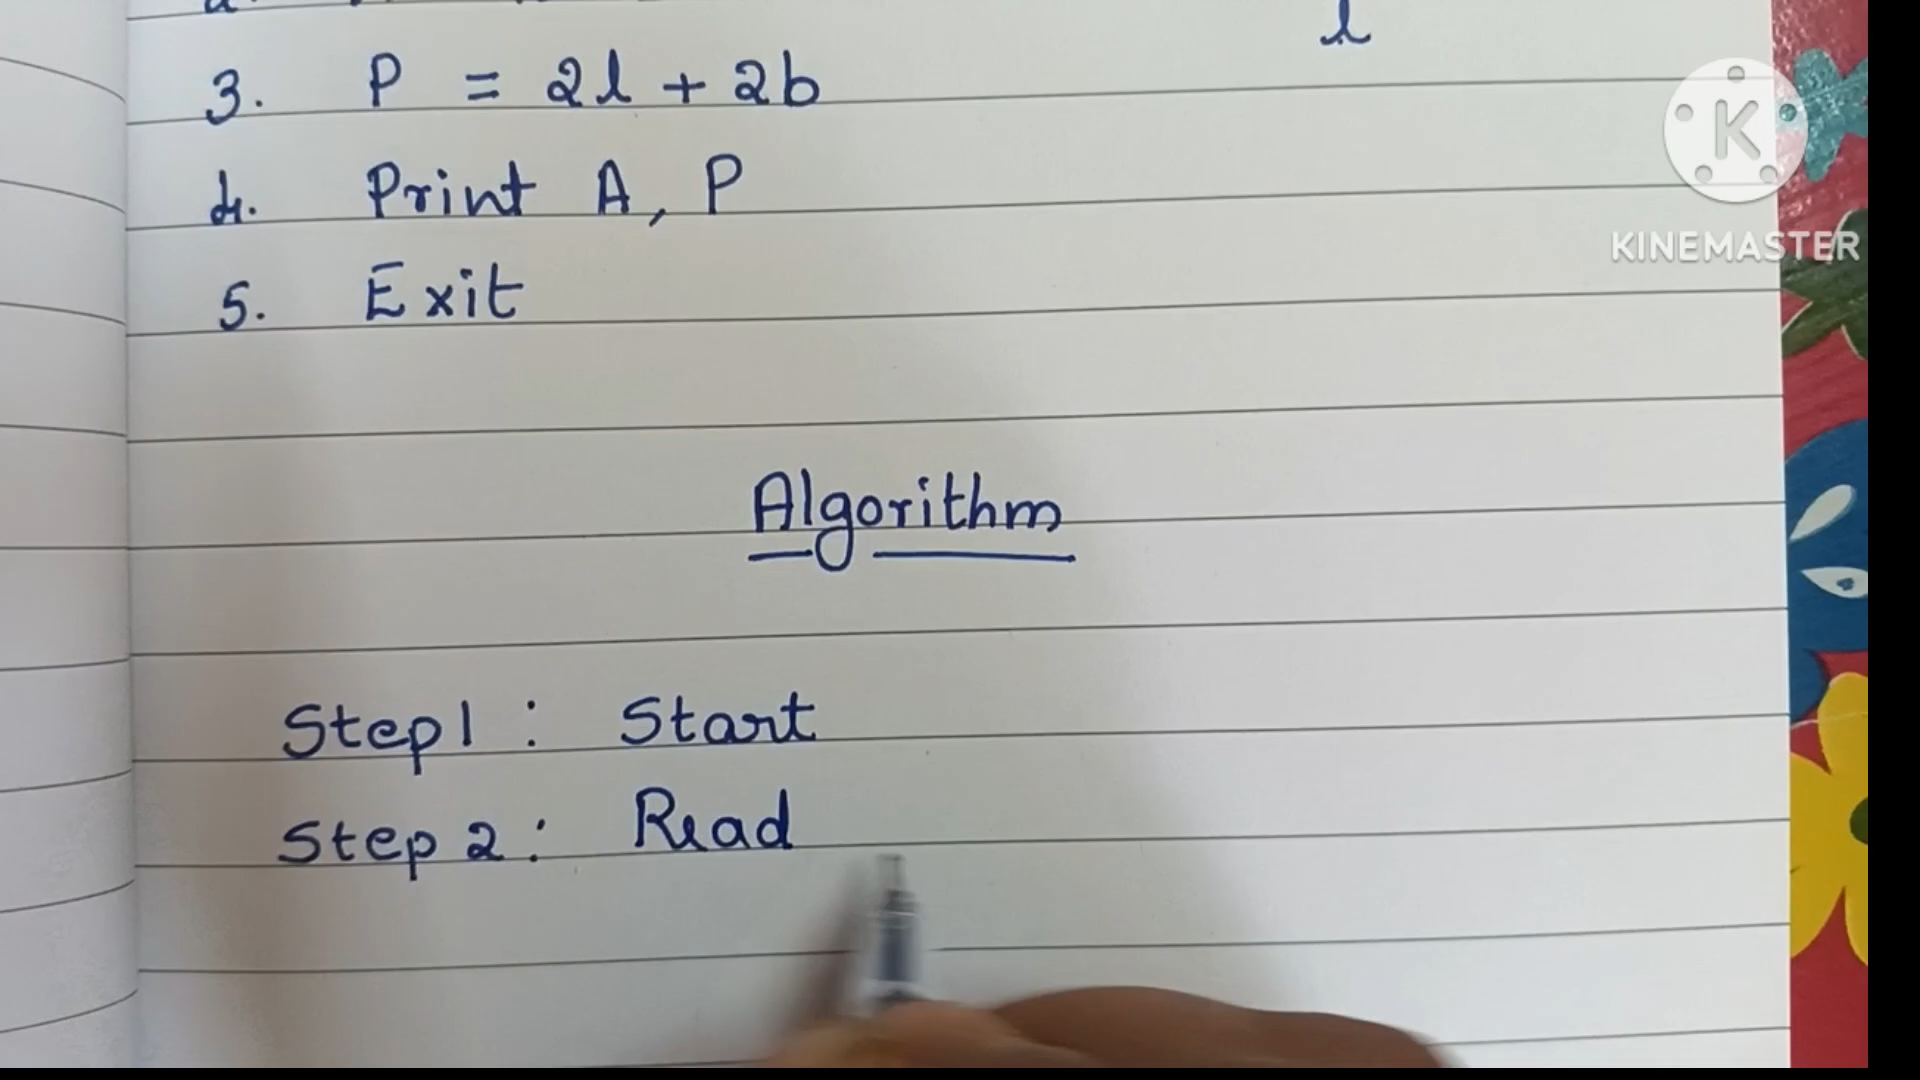 l
3. P = 2l + 2b
4. Print A, P
5. Exit
K
KINEMASTER
Algorithm
Step1 : Start
Step 2 : Read